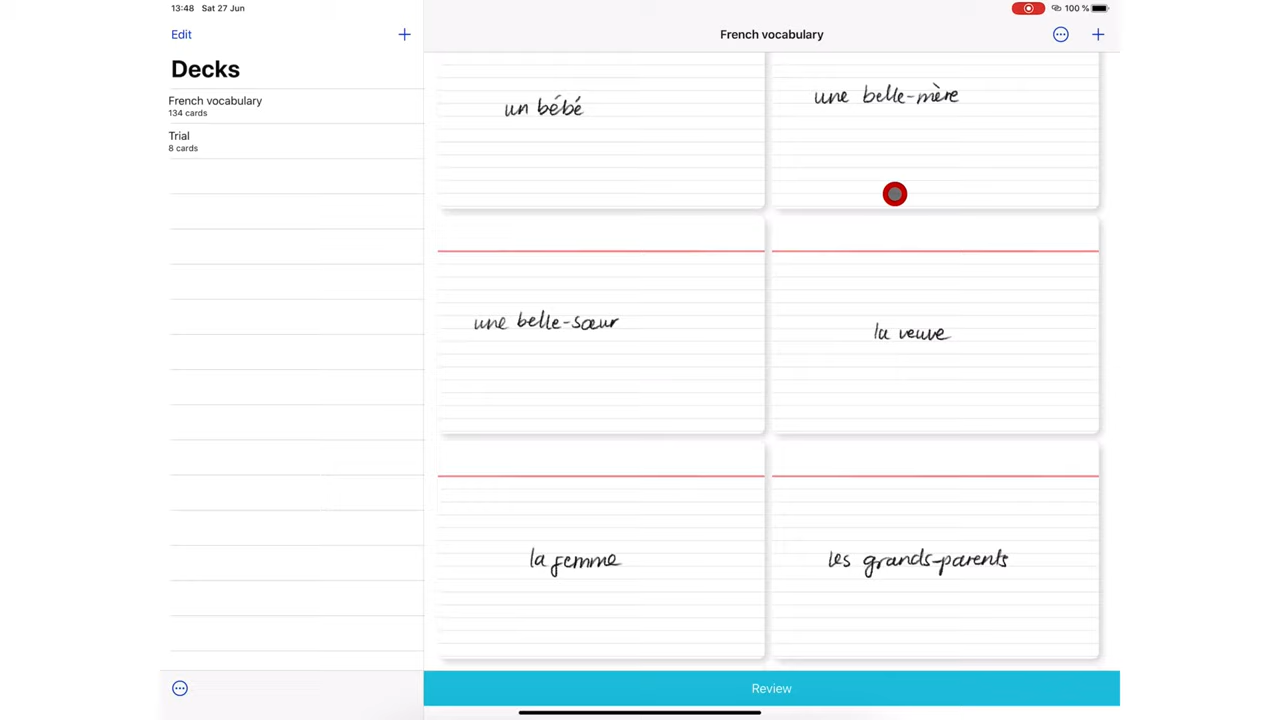 13:48 Sat 27 Jun
100 %
Edit
French vocabulary
Decks
French vocabulary
134 cards
Trial
8 cards
un bébé
une belle-mère
une belle-sœur
la veuve
la femme
les grands-parents
Review